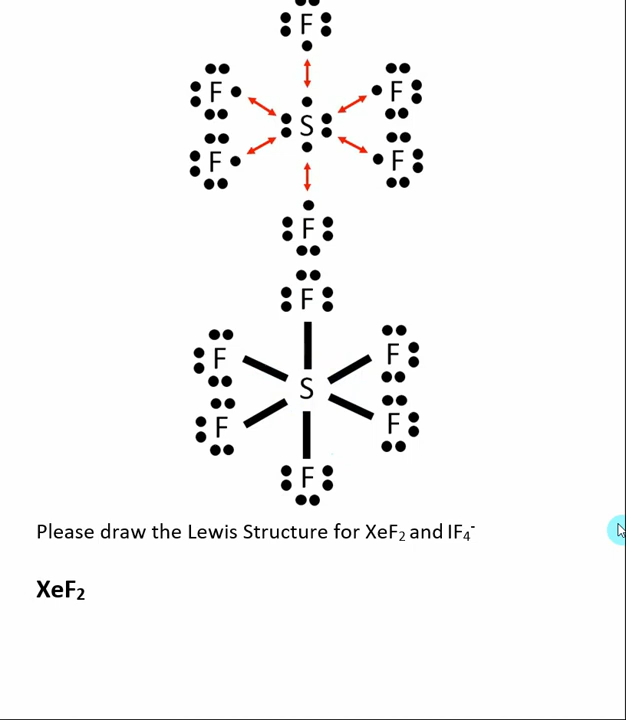 F
F F
S
F F
F
F
F F
S
F F
F
Please draw the Lewis Structure for XeF₂ and IF₄⁻
XeF₂